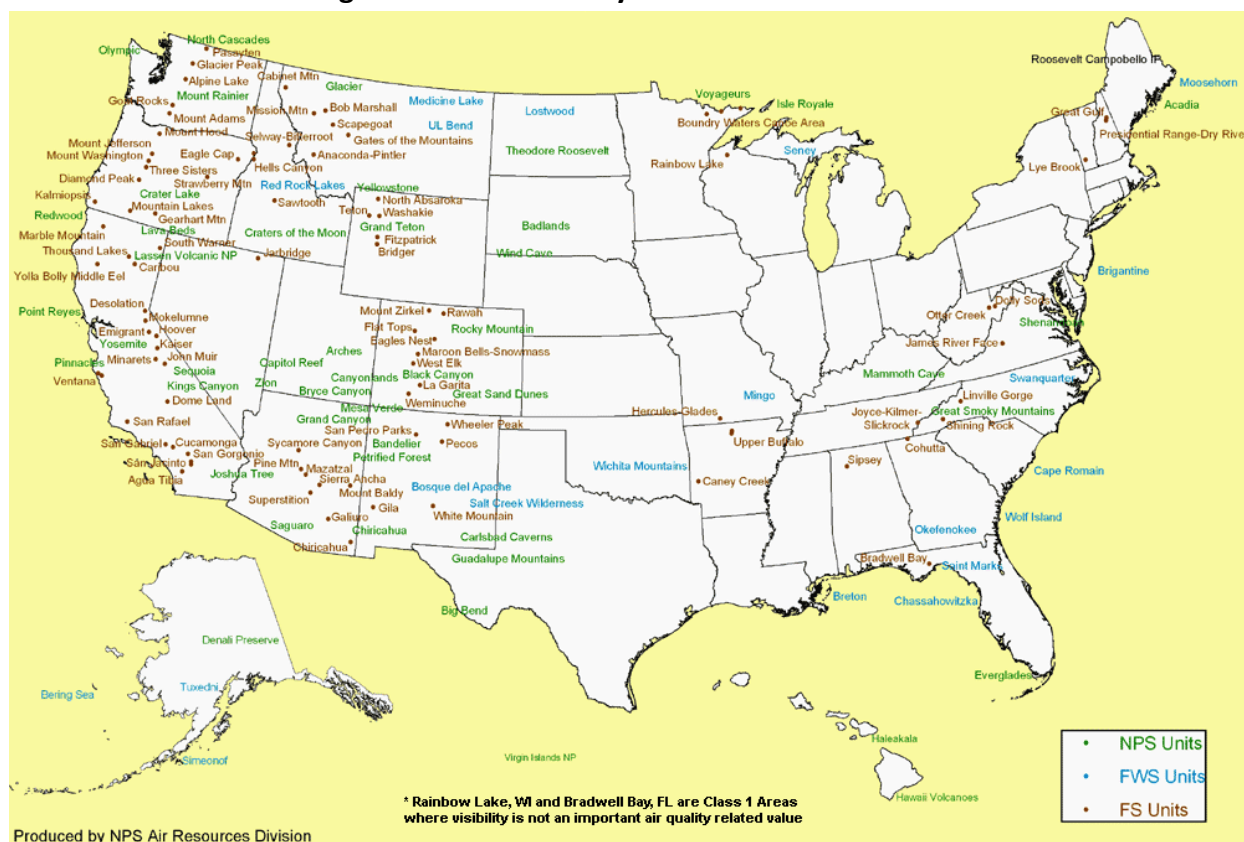 North Cascades
Pasayten
Olympic
Glacier Peak
Alpine Lake
Cabinet Mtn
Glacier
Mount Rainier
Goat Rocks
Mount Adams
Mission Mtn
Bob Marshall
Medicine Lake
Lostwood
Voyageurs
Isle Royale
Boundry Waters Canoe Area
Roosevelt Campobello IP
Moosehorn
Acadia
Great Gulf
Presidential Range-Dry Rive
Mount Hood
Scapegoat
UL Bend
Selway-Bitterroot
Gates of the Mountains
Mount Jefferson
Mount Washington
Eagle Cap
Anaconda-Pintler
Theodore Roosevelt
Rainbow Lake
Seney
Lye Brook
Three Sisters
Hells Canyon
Diamond Peak
Strawberry Mtn
Red Rock Lakes
Yellowstone
Kalmiopsis
Crater Lake
Sawtooth
North Absaroka
Mountain Lakes
Teton
Washakie
Redwood
Gearhart Mtn
Lava Beds
Craters of the Moon
Grand Teton
Badlands
Marble Mountain
South Warner
Fitzpatrick
Thousand Lakes
Lassen Volcanic NP
Jarbridge
Bridger
Wind Cave
Yolla Bolly Middle Eel
Caribou
Brigantine
Desolation
Point Reyes
Mokelumne
Mount Zirkel
Rawah
Dolly Sods
Otter Creek
Emigrant
Hoover
Flat Tops
Rocky Mountain
Shenandoah
Yosemite
Kaiser
Eagles Nest
James River Face
Pinnacles
Minarets
John Muir
Capitol Reef
Arches
Maroon Bells-Snowmass
West Elk
Ventana
Sequoia
Kings Canyon
Zion
Canyonlands
Black Canyon
Mammoth Cave
Swanquarter
Bryce Canyon
La Garita
Great Sand Dunes
Mingo
Dome Land
Weminuche
Linville Gorge
Mesa Verde
Grand Canyon
Hercules-Glades
Joyce-Kilmer-
Slickrock
Great Smoky Mountains
San Rafael
San Pedro Parks
Wheeler Peak
Shining Rock
San Gabriel
Cucamonga
Sycamore Canyon
Bandelier
Pecos
Upper Buffalo
Cohutta
San Gorgonio
Petrified Forest
San Jacinto
Pine Mtn
Mazatzal
Wichita Mountains
Sipsey
Cape Romain
Agua Tibia
Joshua Tree
Sierra Ancha
Bosque del Apache
Caney Creek
Superstition
Mount Baldy
Salt Creek Wilderness
Gila
White Mountain
Wolf Island
Saguaro
Galiuro
Chiricahua
Okefenokee
Chiricahua
Carlsbad Caverns
Guadalupe Mountains
Bradwell Bay
Saint Marks
Breton
Chassahowitzka
Big Bend
Denali Preserve
Everglades
Bering Sea
Tuxedni
Simeonof
Virgin Islands NP
Haleakala
Hawaii Volcanoes
NPS Units
FWS Units
FS Units
* Rainbow Lake, WI and Bradwell Bay, FL are Class 1 Areas
where visibility is not an important air quality related value
Produced by NPS Air Resources Division